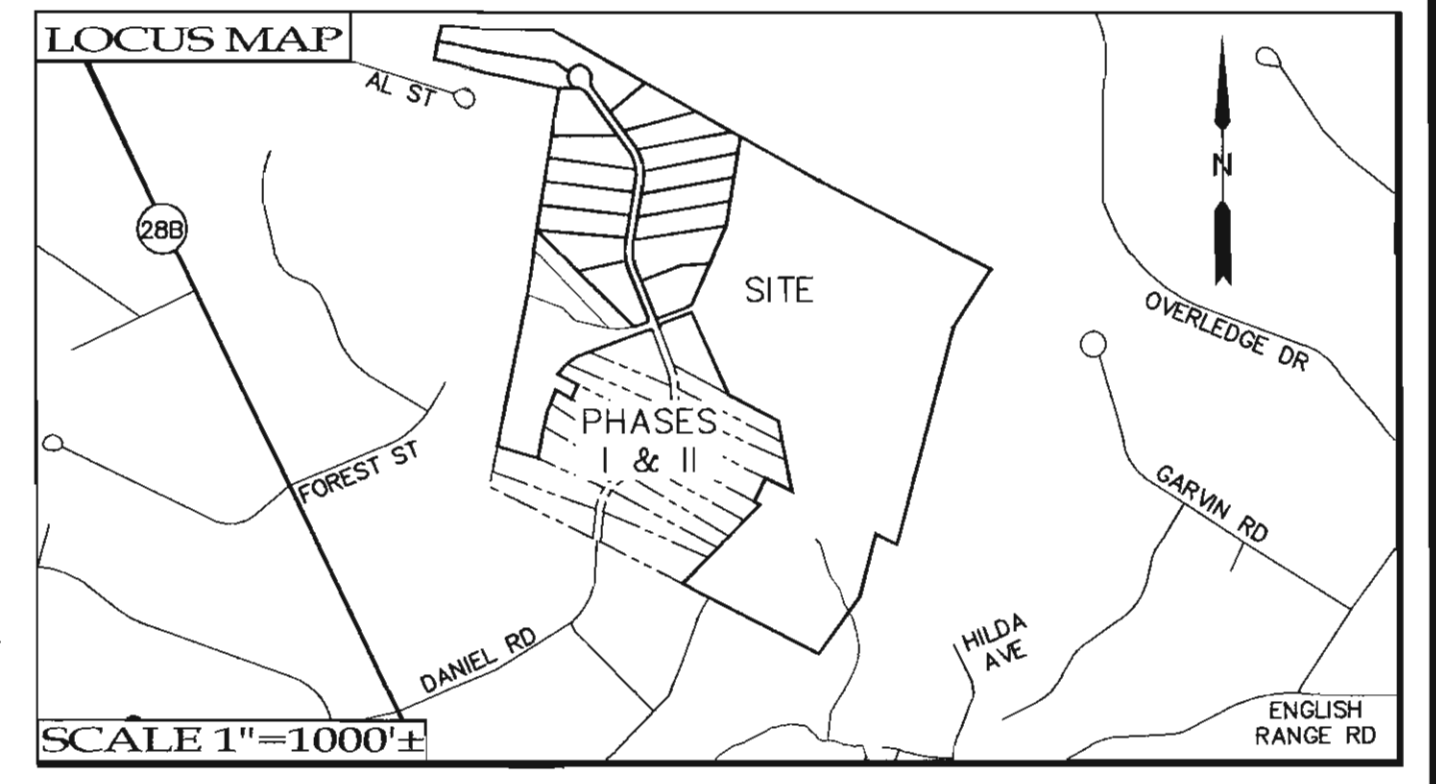 LOCUS MAP
AL ST
N
28B
SITE
OVERLEDGE DR
PHASES
I & II
FOREST ST
GARVIN RD
DANIEL RD
HILDA
AVE
ENGLISH
RANGE RD
SCALE 1"=1000'±